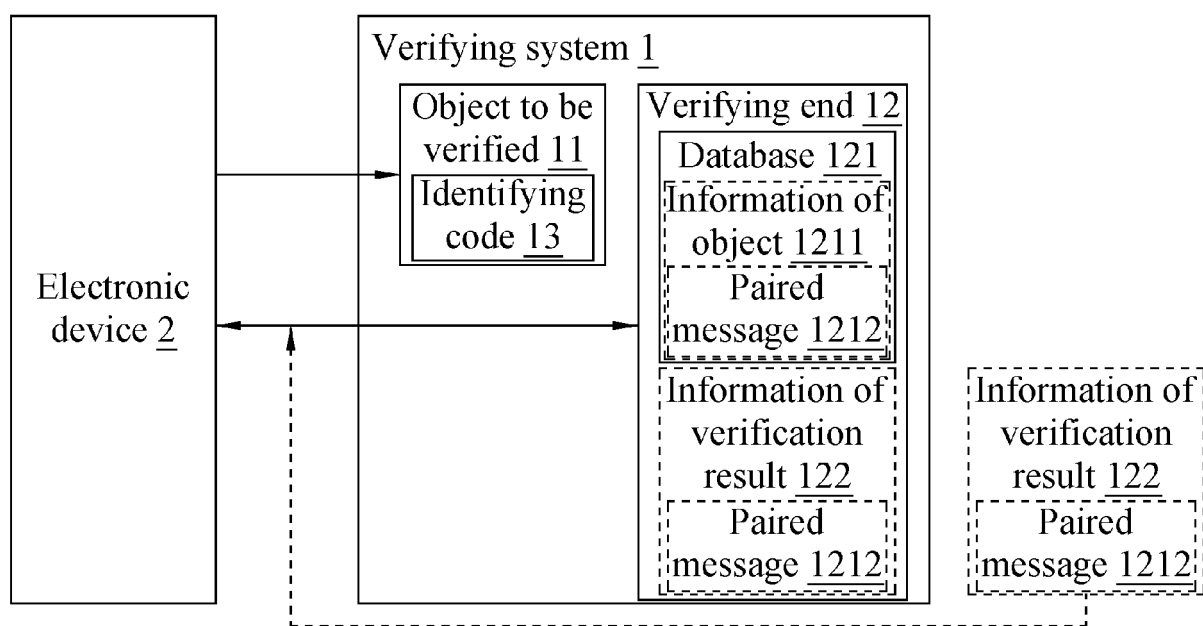 Electronic
device 2
Verifying system 1
Object to be
verified 11
Identifying
code 13
Verifying end 12
Database 121
Information of
object 1211
Paired
message 1212
Information of
verification
result 122
Paired
message 1212
Information of
verification
result 122
Paired
message 1212